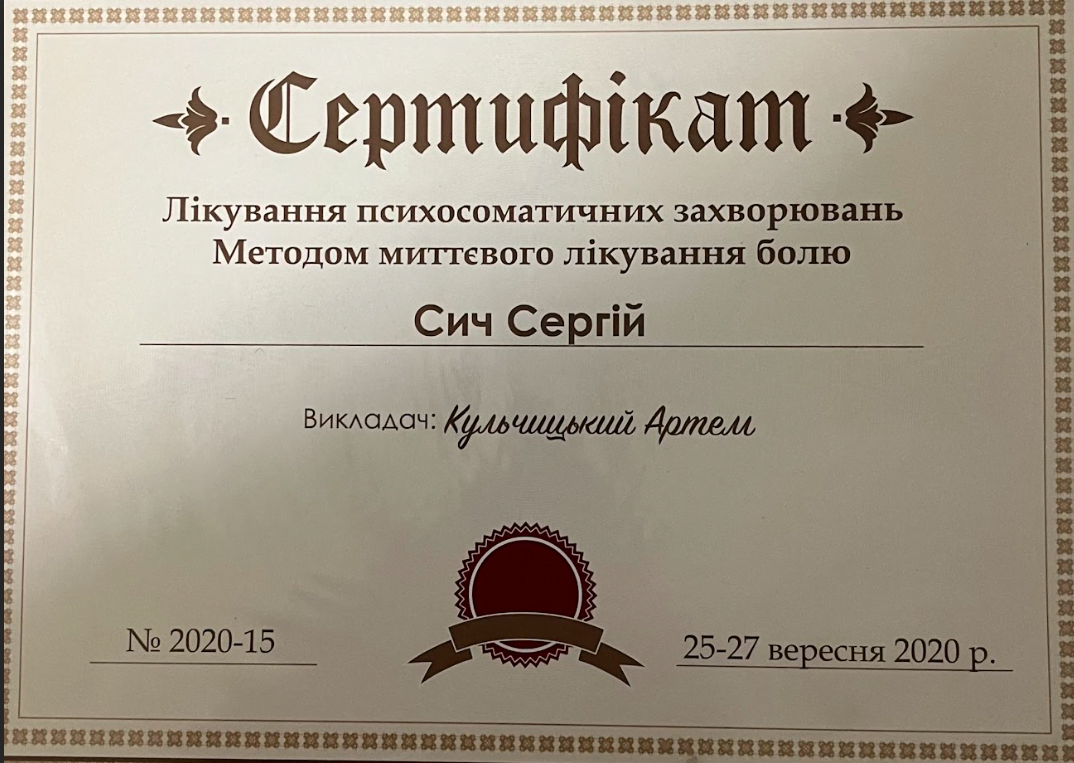 Сертифікат
Лікування психосоматичних захворювань
Методом миттєвого лікування болю
Сич Сергій
Викладач: Кульчицький Артем
№ 2020-15
25-27 вересня 2020 р.